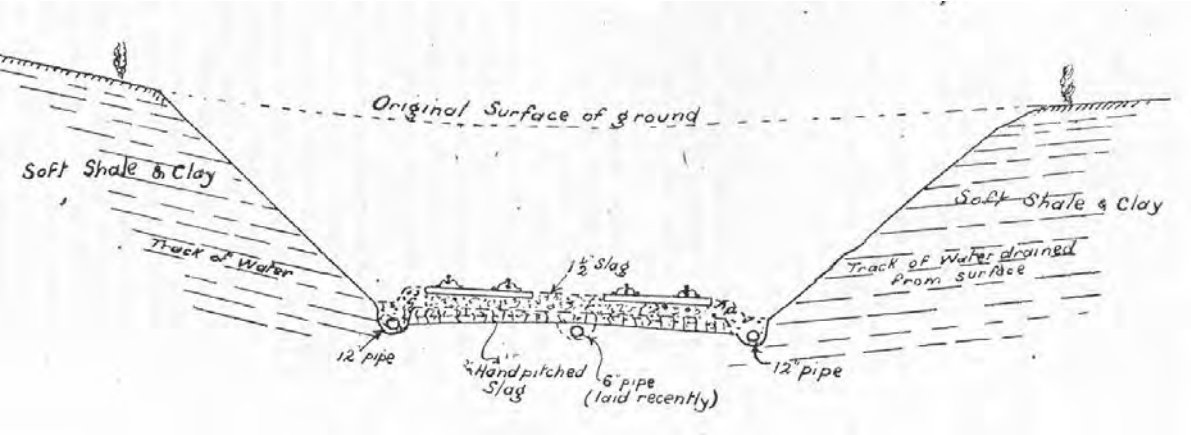 Original Surface of ground
Soft Shale & Clay
Soft Shale & Clay
Track of Water
Track of Water drained
from surface
1½" Slag
12" pipe
Handpitched
Slag
6" pipe
(laid recently)
12" pipe